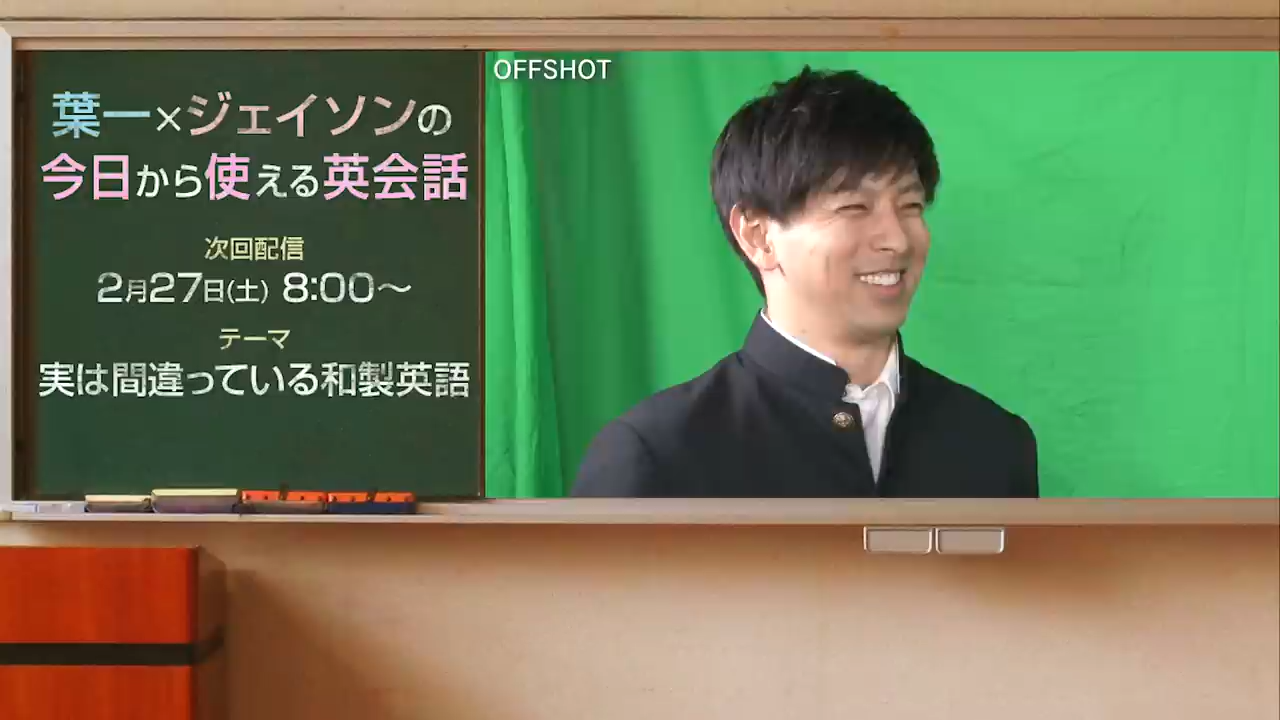 葉一×ジェイソンの
今日から使える英会話
次回配信
2月27日(土) 8:00～
テーマ
実は間違っている和製英語
OFFSHOT